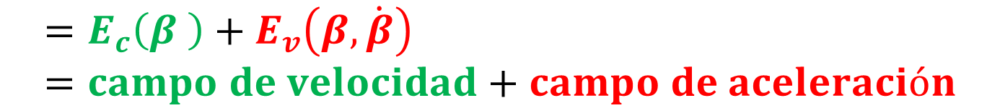 = E_c(β ) + E_v(β, β̇)
= campo de velocidad + campo de aceleración